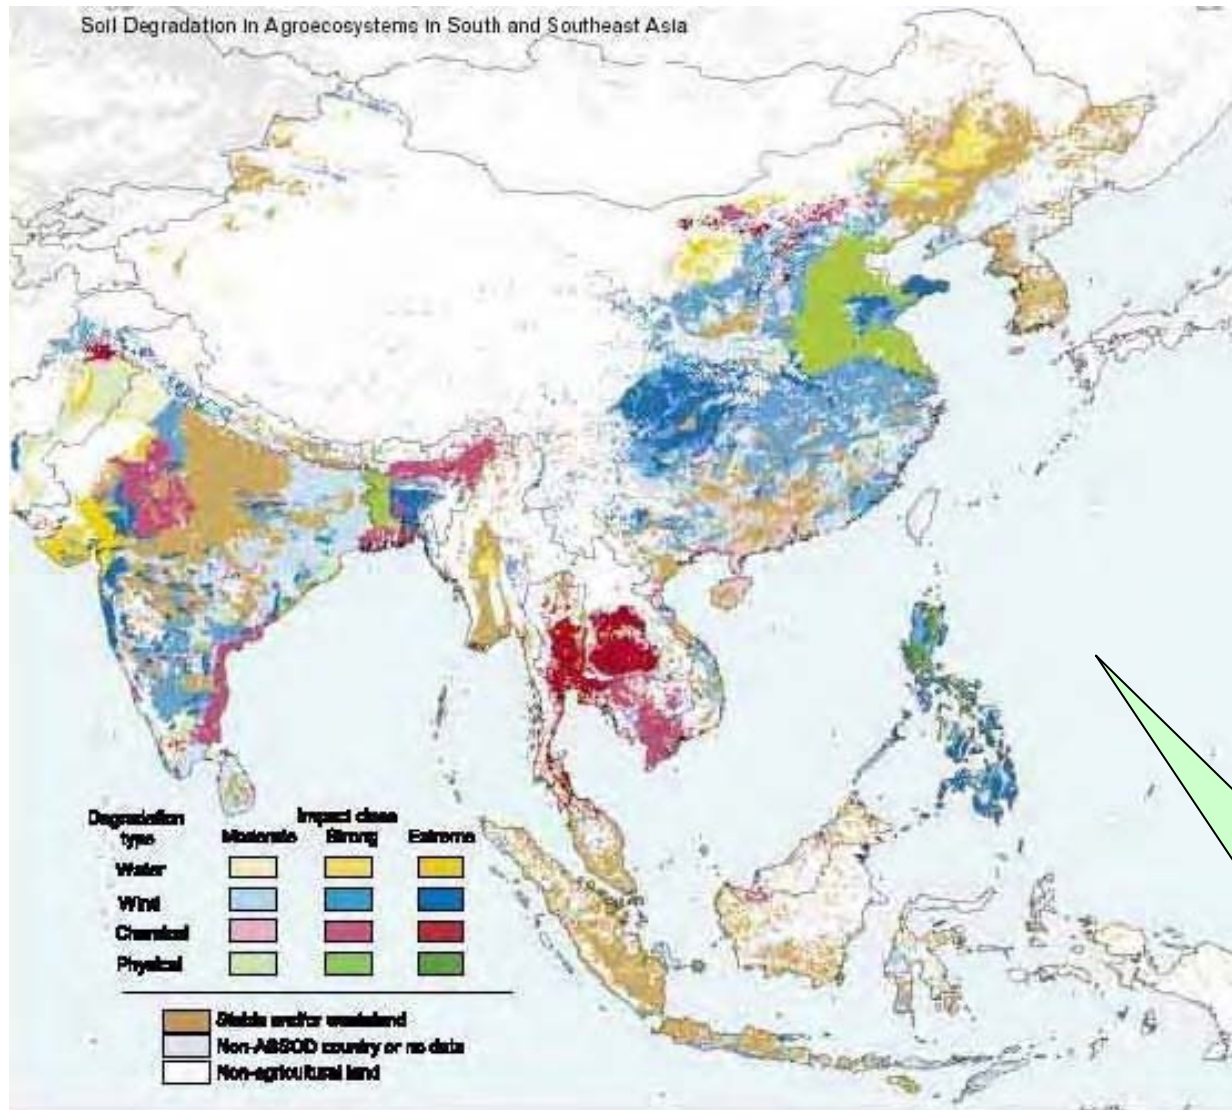 Soil Degradation in Agroecosystems in South and Southeast Asia
Degradation type
Impact class
Moderate Strong Extreme
Water
Wind
Chemical
Physical
Stable and/or wasteland
Non-ASSOD country or no data
Non-agricultural land